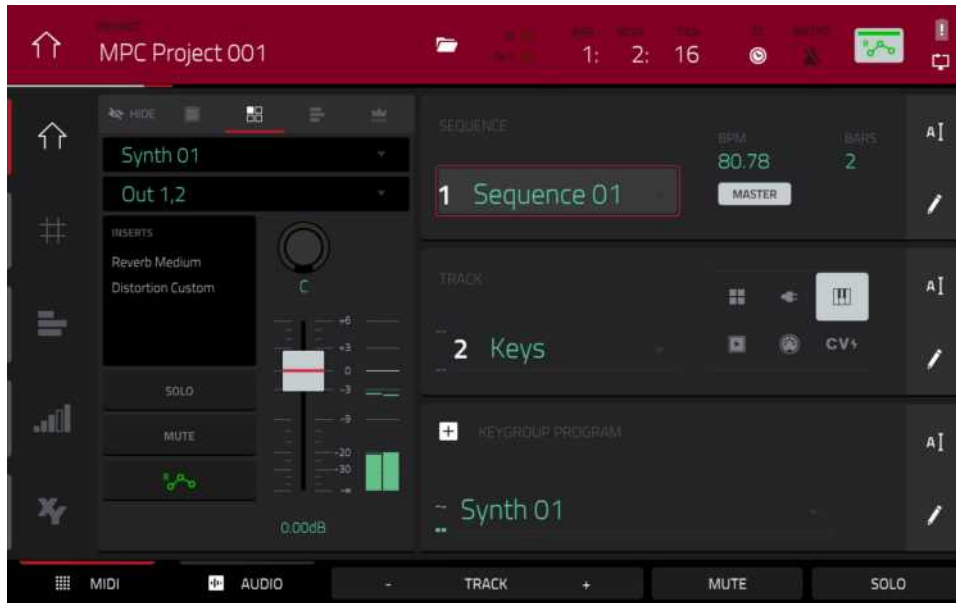 PROJECT
MPC Project 001
1: 2: 16
HIDE
Synth 01
Out 1,2
INSERTS
Reverb Medium
Distortion Custom
C
+6
+3
0
-3
-9
-20
-30
-∞
SOLO
MUTE
R
0.00dB
SEQUENCE
1 Sequence 01
BPM
80.78
MASTER
BARS
2
TRACK
2 Keys
CV
KEYGROUP PROGRAM
Synth 01
XY
MIDI AUDIO - TRACK + MUTE SOLO